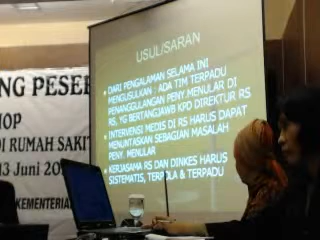 USUL/SARAN
DARI PENGALAMAN SELAMA INI
MENGUSULKAN : ADA TIM TERPADU
PENANGGULANGAN PENY.MENULAR DI
RS, YG BERTANGJAWB KPD DIREKTUR RS
INTERVENSI MEDIS DI RS HARUS DAPAT
MENUNTASKAN SEBAGIAN MASALAH
PENY. MENULAR
KERJASAMA RS DAN DINKES HARUS
SISTEMATIS, TERPOLA & TERPADU
NG PESER
HOP
DI RUMAH SAKIT
13 Juni 20
KEMENTERIA